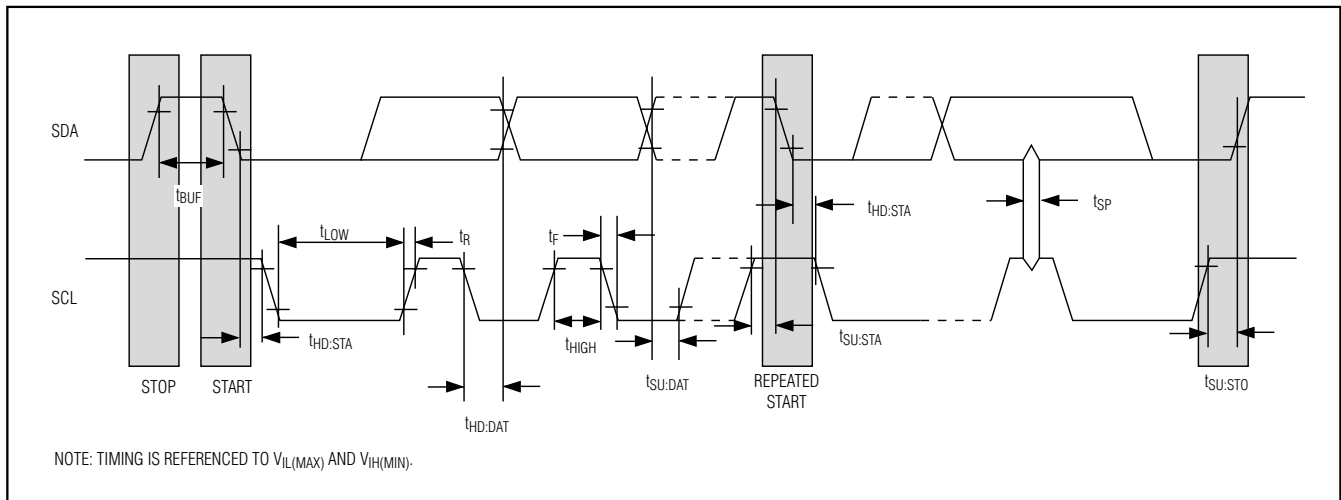 SDA
tBUF
tHD:STA
tSP
tLOW
tR
tF
SCL
tHD:STA
tHIGH
tSU:STA
tSU:DAT
STOP
START
REPEATED
START
tSU:STO
tHD:DAT
NOTE: TIMING IS REFERENCED TO VIL(MAX) AND VIH(MIN).